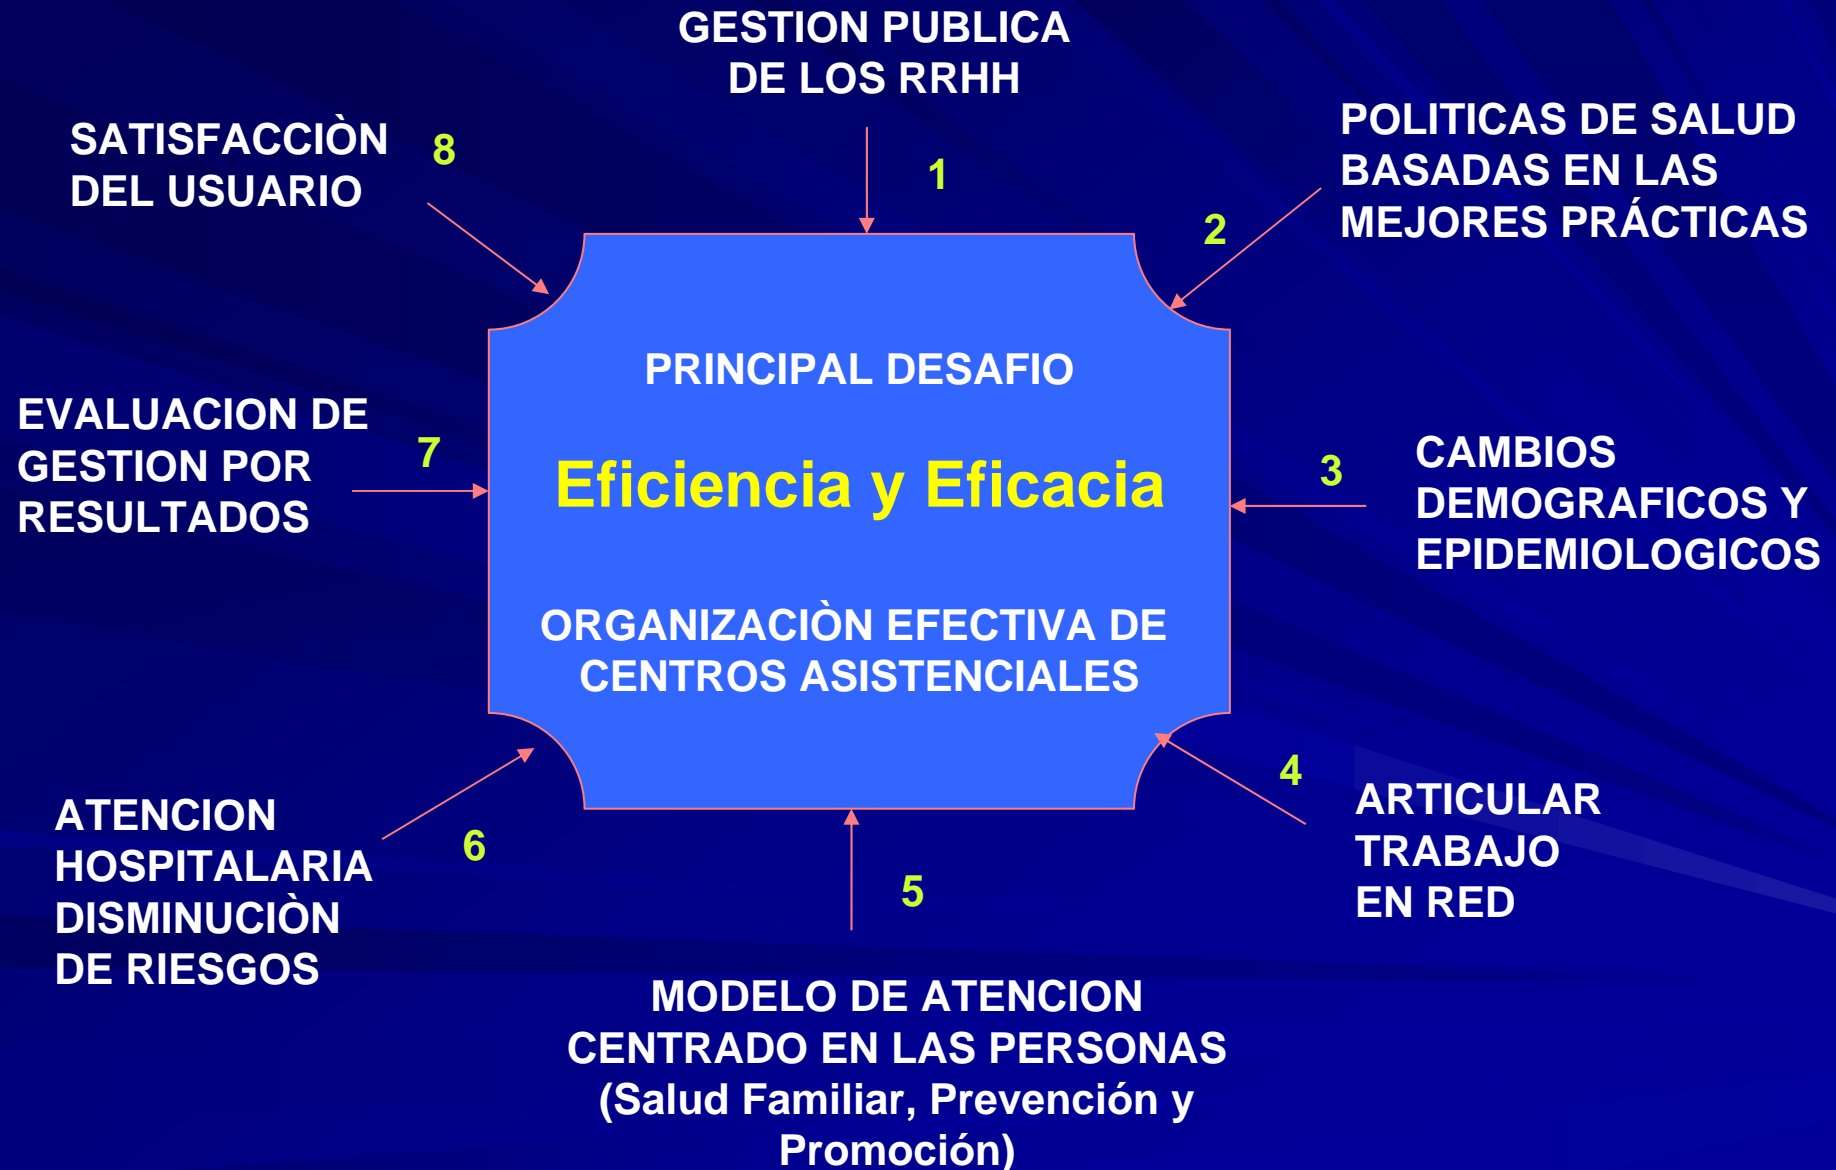 GESTION PUBLICA
DE LOS RRHH
1
POLITICAS DE SALUD
BASADAS EN LAS
MEJORES PRÁCTICAS
2
CAMBIOS
DEMOGRAFICOS Y
EPIDEMIOLOGICOS
3
ARTICULAR
TRABAJO
EN RED
4
MODELO DE ATENCION
CENTRADO EN LAS PERSONAS
(Salud Familiar, Prevención y
Promoción)
5
ATENCION
HOSPITALARIA
DISMINUCIÒN
DE RIESGOS
6
EVALUACION DE
GESTION POR
RESULTADOS
7
SATISFACCIÒN
DEL USUARIO
8
PRINCIPAL DESAFIO
Eficiencia y Eficacia
ORGANIZACIÒN EFECTIVA DE
CENTROS ASISTENCIALES